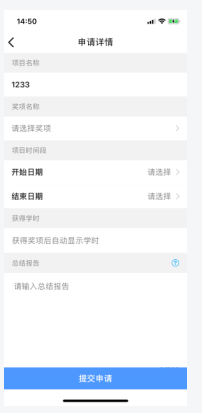 14:50
申请详情
项目名称
1233
奖项名称
请选择奖项
项目时间段
开始日期 请选择
结束日期 请选择
获得学时
获得奖项后自动显示学时
总结报告
请输入总结报告
提交申请